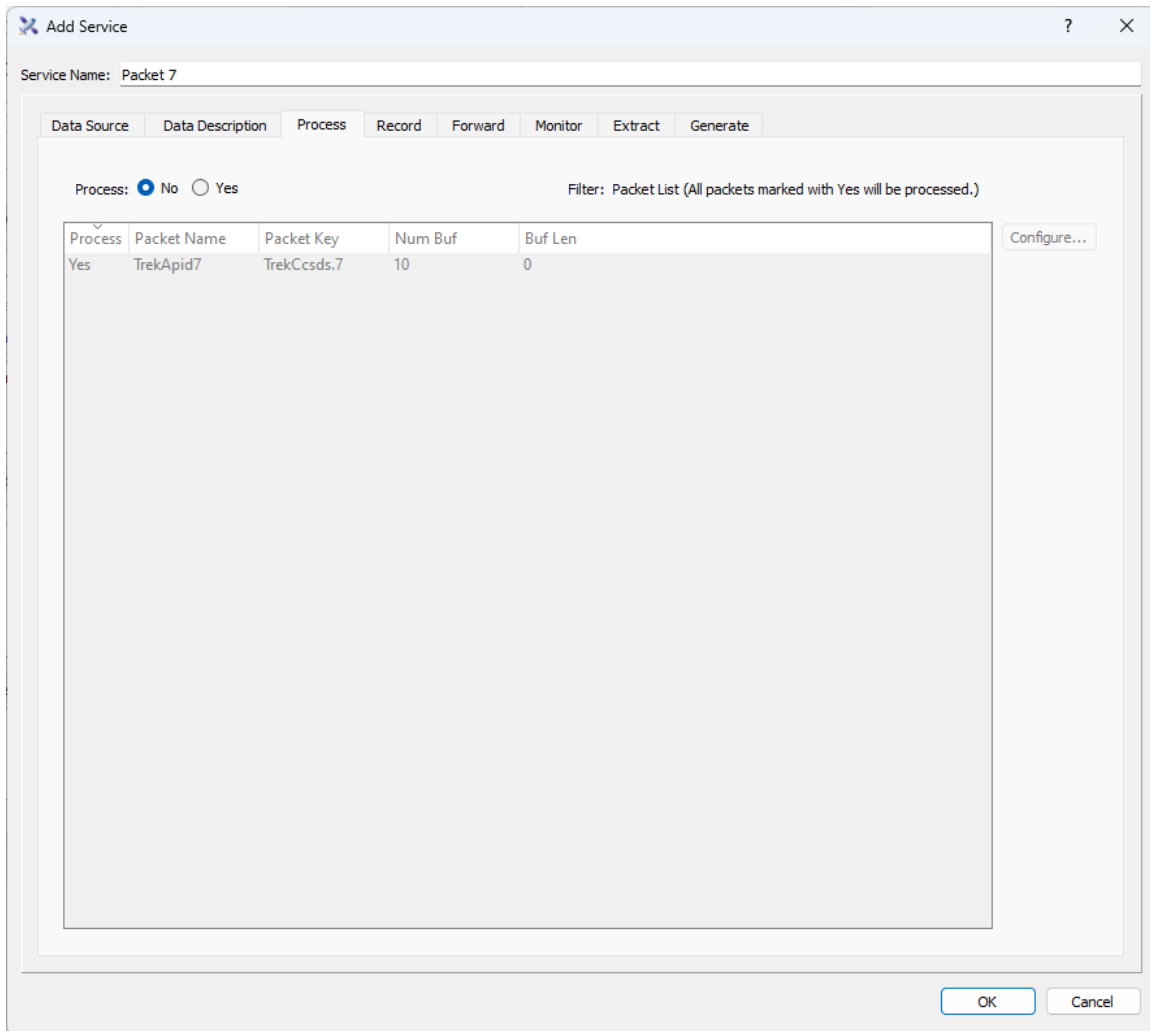 Add Service ?
Service Name: Packet 7
Data Source Data Description Process Record Forward Monitor Extract Generate
Process: No Yes Filter: Packet List (All packets marked with Yes will be processed.)
Process Packet Name Packet Key Num Buf Buf Len Configure...
Yes TrekApid7 TrekCcsds.7 10 0
OK Cancel